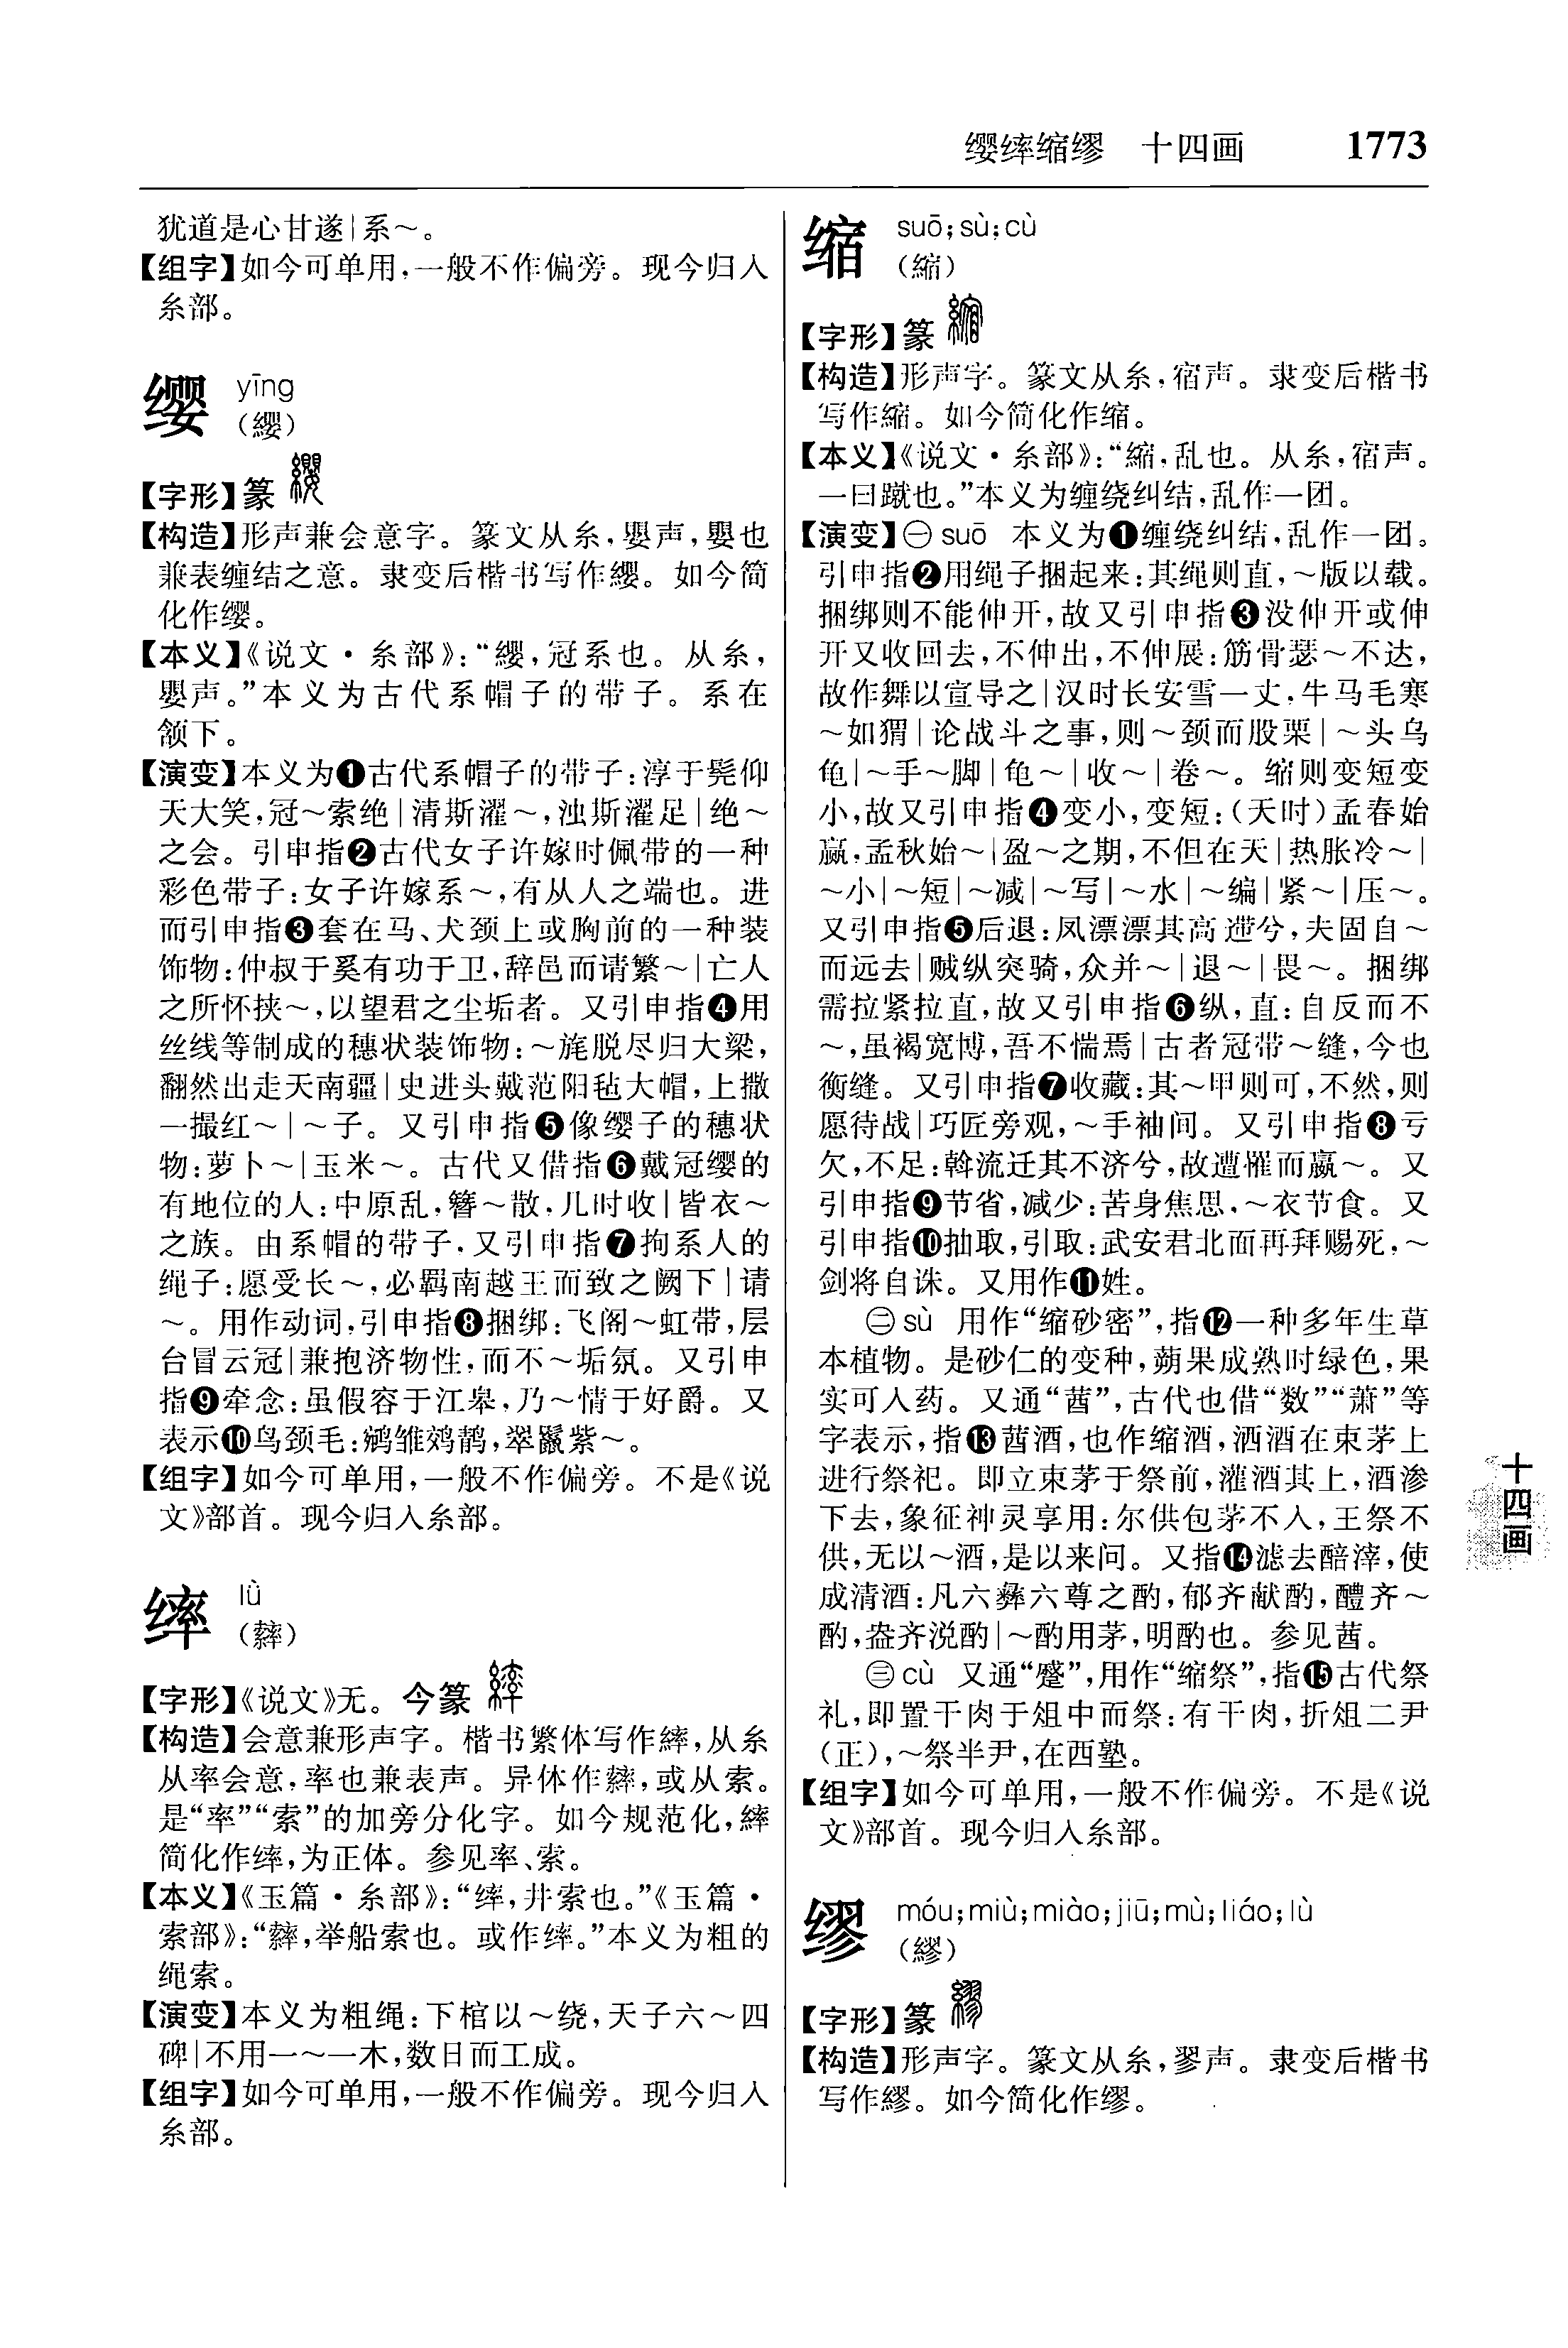 缨繂缩缪 十四画 1773
犹道是心甘遂|系～。
【组字】如今可单用,一般不作偏旁。现今归入
糸部。
缨 yīng
(纓)
【字形】篆
【构造】形声兼会意字。篆文从糸,嬰声,嬰也
兼表缠结之意。隶变后楷书写作纓。如今简
化作缨。
【本义】《说文·糸部》:“纓,冠系也。从糸,
嬰声。”本义为古代系帽子的带子。系在
颔下。
【演变】本义为❶古代系帽子的带子:淳于髡仰
天大笑,冠～索绝|清斯濯～,浊斯濯足|绝～
之会。引申指❷古代女子许嫁时佩带的一种
彩色带子:女子许嫁系～,有从人之端也。进
而引申指❸套在马、犬颈上或胸前的一种装
饰物:仲叔于奚有功于卫,辞邑而请繁～|亡人
之所怀挟～,以望君之尘垢者。又引申指❹用
丝线等制成的穗状装饰物:～旄脱尽归大梁,
翻然出走天南疆|史进头戴范阳毡大帽,上撒
一撮红～|～子。又引申指❺像缨子的穗状
物:萝卜～|玉米～。古代又借指❻戴冠缨的
有地位的人:中原乱,簪～散,几时收|皆衣～
之族。由系帽的带子,又引申指❼拘系人的
绳子:愿受长～,必羁南越王而致之阙下|请
～。用作动词,引申指❽捆绑:飞阁～虹带,层
台冒云冠|兼抱济物性,而不～垢氛。又引申
指❾牵念:虽假容于江皋,乃～情于好爵。又
表示❿鸟颈毛:鹓雏鵁鹡,翠鬣紫～。
【组字】如今可单用,一般不作偏旁。不是《说
文》部首。现今归入糸部。
繂 lǜ
(䌫)
【字形】《说文》无。今篆
【构造】会意兼形声字。楷书繁体写作繂,从糸
从率会意,率也兼表声。异体作䌫,或从索。
是“率”“索”的加旁分化字。如今规范化,繂
简化作繂,为正体。参见率、索。
【本义】《玉篇·糸部》:“繂,井索也。”《玉篇·
索部》:“䌫,举船索也。或作繂。”本义为粗的
绳索。
【演变】本义为粗绳:下棺以～绕,天子六～四
碑|不用一～一木,数日而工成。
【组字】如今可单用,一般不作偏旁。现今归入
糸部。
缩 suō;sù;cù
(縮)
【字形】篆
【构造】形声字。篆文从糸,宿声。隶变后楷书
写作縮。如今简化作缩。
【本义】《说文·糸部》:“縮,乱也。从糸,宿声。
一曰蹴也。”本义为缠绕纠结,乱作一团。
【演变】㊀suō 本义为❶缠绕纠结,乱作一团。
引申指❷用绳子捆起来:其绳则直,～版以载。
捆绑则不能伸开,故又引申指❸没伸开或伸
开又收回去,不伸出,不伸展:筋骨瑟～不达,
故作舞以宣导之|汉时长安雪一丈,牛马毛寒
～如猬|论战斗之事,则～颈而股栗|～头乌
龟|～手～脚|龟～|收～|卷～。缩则变短变
小,故又引申指❹变小,变短:(天时)孟春始
赢,孟秋始～|盈～之期,不但在天|热胀冷～|
～小|～短|～减|～写|～水|～编|紧～|压～。
又引申指❺后退:凤漂漂其高遰兮,夫固自～
而远去|贼纵突骑,众并～|退～|畏～。捆绑
需拉紧拉直,故又引申指❻纵,直:自反而不
～,虽褐宽博,吾不惴焉|古者冠带～缝,今也
衡缝。又引申指❼收藏:其～甲则可,不然,则
愿待战|巧匠旁观,～手袖间。又引申指❽亏
欠,不足:斡流迁其不济兮,故遭罹而嬴～。又
引申指❾节省,减少:苦身焦思,～衣节食。又
引申指❿抽取,引取:武安君北面再拜赐死,～
剑将自诛。又用作⓫姓。
㊁sù 用作“缩砂密”,指⓬一种多年生草
本植物。是砂仁的变种,蒴果成熟时绿色,果
实可入药。又通“茜”,古代也借“数”“萧”等
字表示,指⓭莤酒,也作缩酒,洒酒在束茅上
进行祭祀。即立束茅于祭前,灌酒其上,酒渗
下去,象征神灵享用:尔供包茅不入,王祭不
供,无以～酒,是以来问。又指⓮滤去醅滓,使
成清酒:凡六彝六尊之酌,郁齐献酌,醴齐～
酌,盎齐涚酌|～酌用茅,明酌也。参见茜。
㊂cù 又通“蹙”,用作“缩祭”,指⓯古代祭
礼,即置干肉于俎中而祭:有干肉,折俎二尹
(正),～祭半尹,在西塾。
【组字】如今可单用,一般不作偏旁。不是《说
文》部首。现今归入糸部。
缪 móu;miù;miào;jiū;mù;liáo;lù
(繆)
【字形】篆
【构造】形声字。篆文从糸,翏声。隶变后楷书
写作繆。如今简化作缪。
十四画